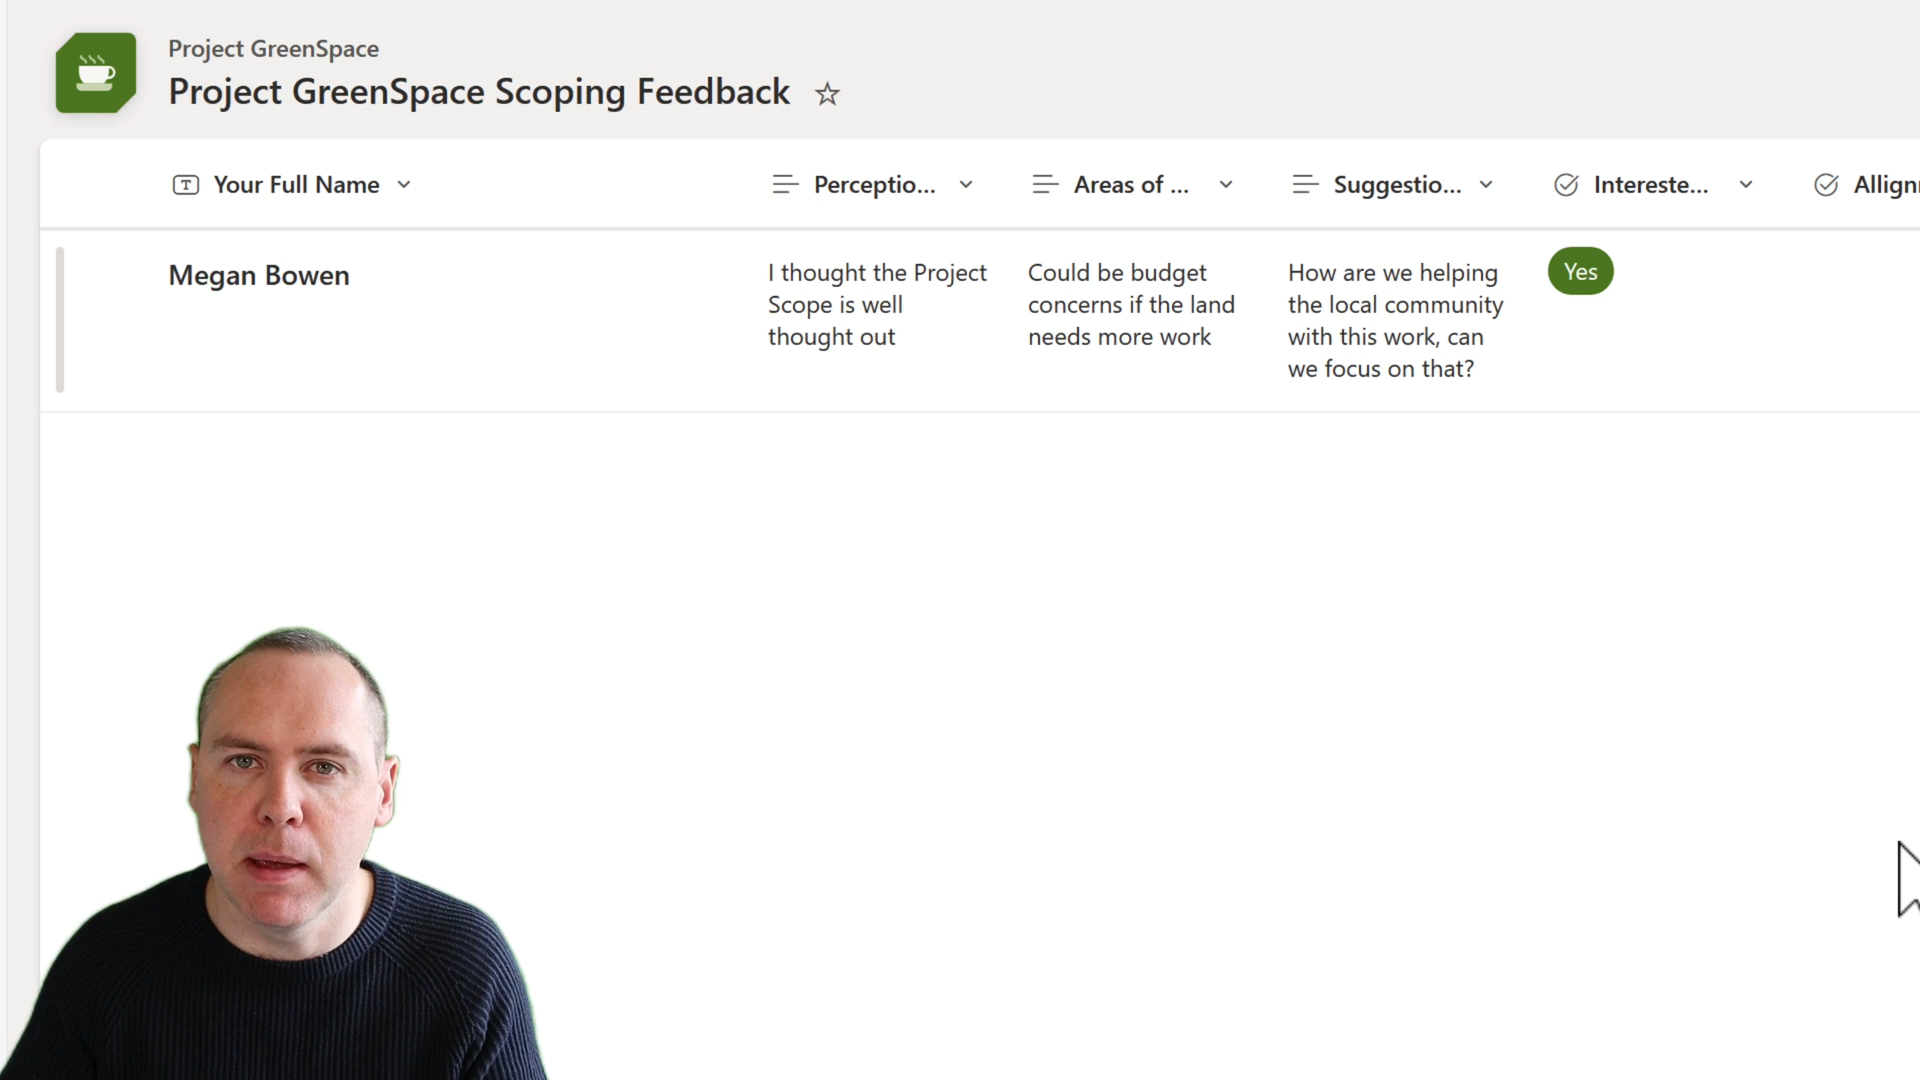 Project GreenSpace
Project GreenSpace Scoping Feedback
Your Full Name
Perceptio...
Areas of ...
Suggestio...
Intereste...
Megan Bowen
I thought the Project
Scope is well
thought out
Could be budget
concerns if the land
needs more work
How are we helping
the local community
with this work, can
we focus on that?
Yes